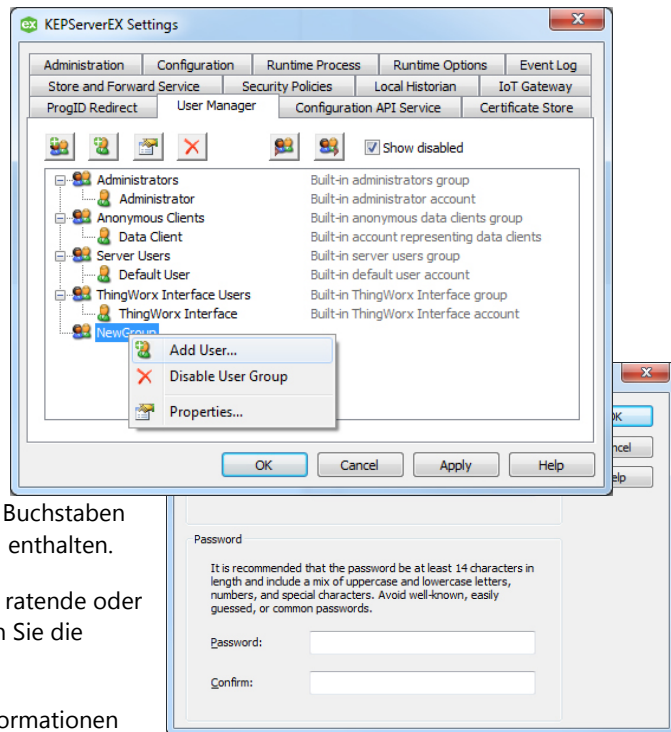 KEPServerEX Settings
Administration Configuration Runtime Process Runtime Options Event Log
Store and Forward Service Security Policies Local Historian IoT Gateway
ProgID Redirect User Manager Configuration API Service Certificate Store
Show disabled
Administrators Built-in administrators group
Administrator Built-in administrator account
Anonymous Clients Built-in anonymous data clients group
Data Client Built-in account representing data clients
Server Users Built-in server users group
Default User Built-in default user account
ThingWorx Interface Users Built-in ThingWorx Interface group
ThingWorx Interface Built-in ThingWorx Interface account
NewGroup
Add User...
Disable User Group
Properties...
OK Cancel Apply Help
Buchstaben
enthalten.
ratende oder
Sie die
Password
It is recommended that the password be at least 14 characters in
length and include a mix of uppercase and lowercase letters,
numbers, and special characters. Avoid well-known, easily
guessed, or common passwords.
Password:
Confirm: